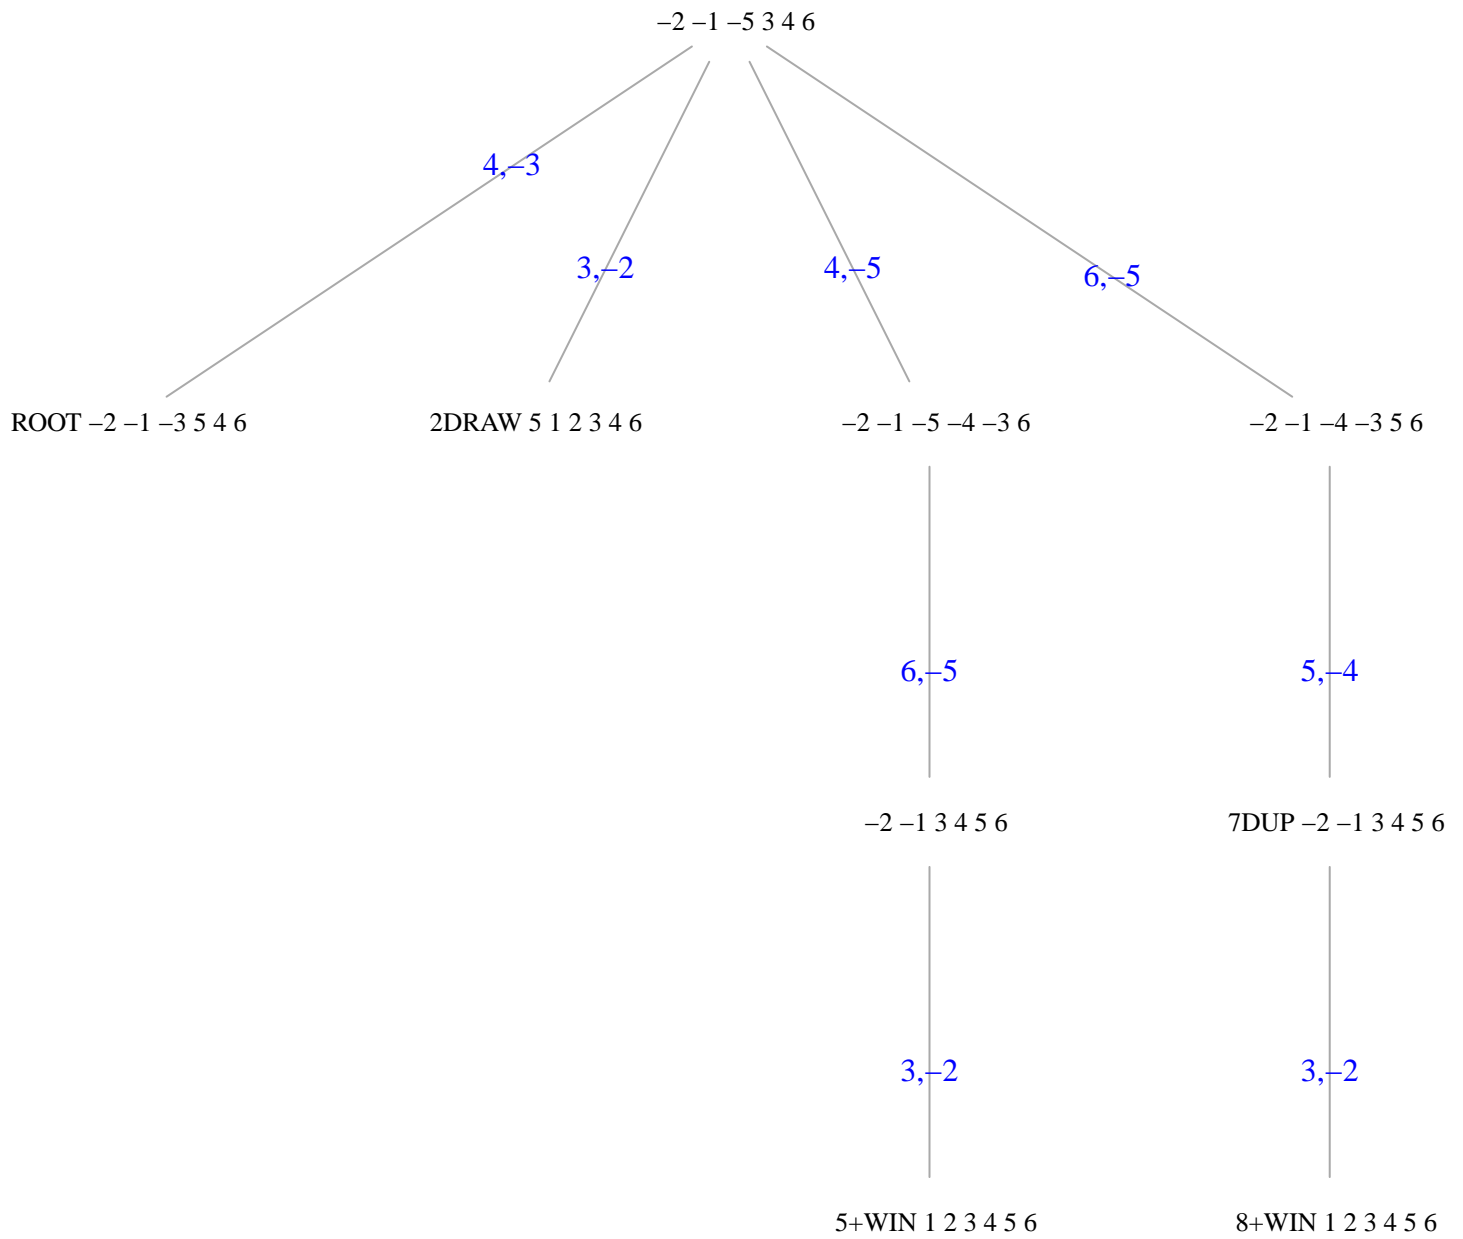 –2 –1 –5 3 4 6
4,–3
3,–2
4,–5
6,–5
ROOT –2 –1 –3 5 4 6
2DRAW 5 1 2 3 4 6
–2 –1 –5 –4 –3 6
–2 –1 –4 –3 5 6
6,–5
5,–4
–2 –1 3 4 5 6
7DUP –2 –1 3 4 5 6
3,–2
3,–2
5+WIN 1 2 3 4 5 6
8+WIN 1 2 3 4 5 6